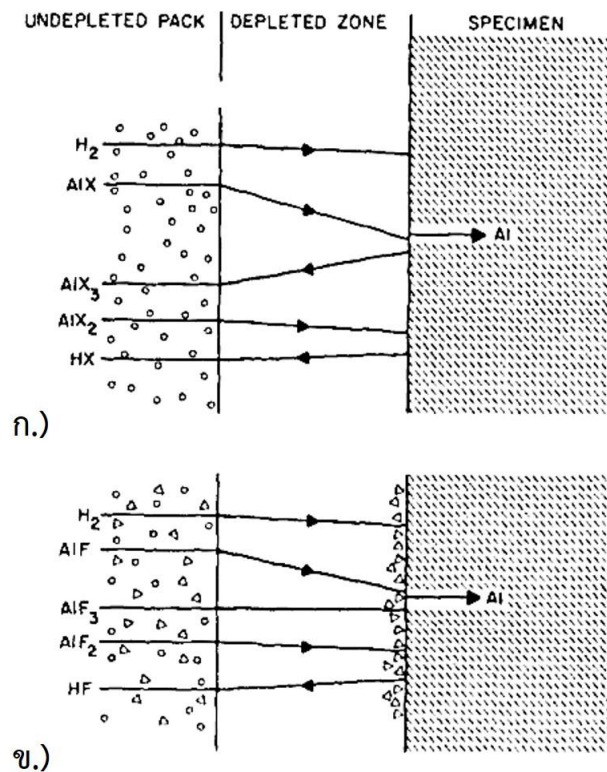 UNDEPLETED PACK DEPLETED ZONE SPECIMEN
H2
AlX
Al
AlX3
AlX2
HX
ก.)
H2
AlF
Al
AlF3
AlF2
HF
ข.)